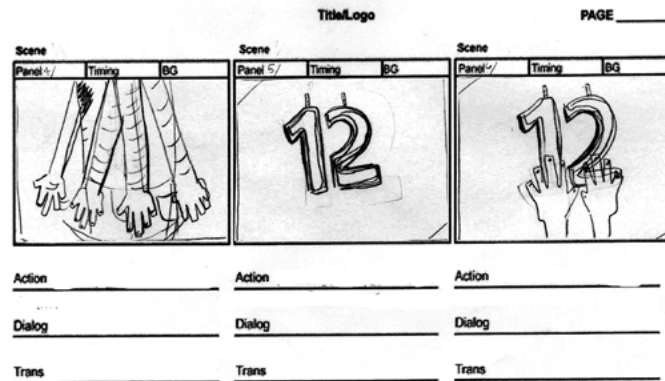 Title/Logo
PAGE
Scene Scene Scene
Panel 4/ Timing BG Panel 5/ Timing BG Panel 6/ Timing BG
12 12
Action Action Action
Dialog Dialog Dialog
Trans Trans Trans